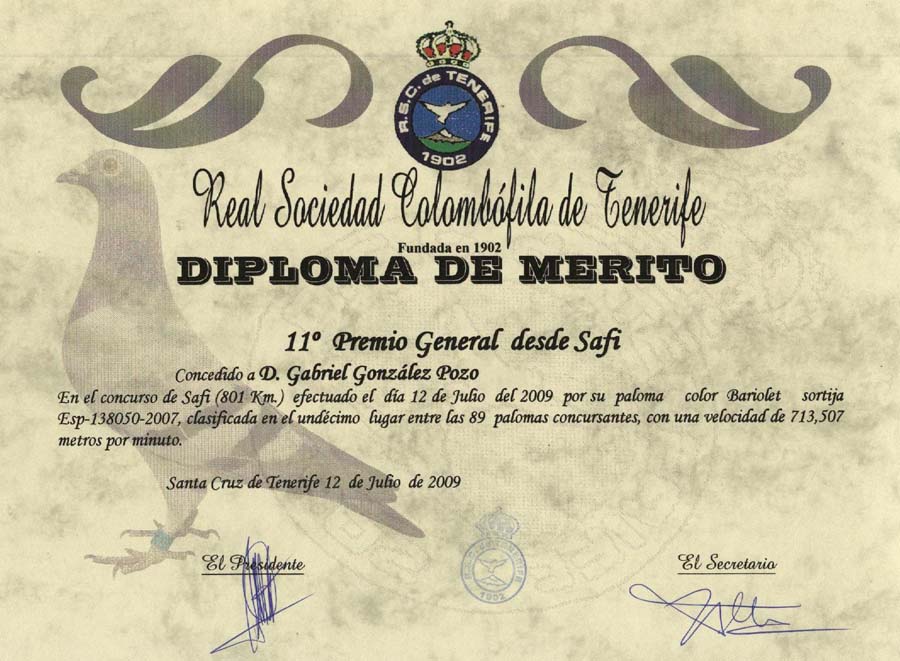 R.S.C. de TENERIFE
1902
Real Sociedad Colombófila de Tenerife
Fundada en 1902
DIPLOMA DE MERITO
11º Premio General desde Safi
Concedido a D. Gabriel González Pozo
En el concurso de Safi (801 Km.) efectuado el día 12 de Julio del 2009 por su paloma color Bariolet sortija
Esp-138050-2007, clasificada en el undécimo lugar entre las 89 palomas concursantes, con una velocidad de 713,507
metros por minuto.
Santa Cruz de Tenerife 12 de Julio de 2009
El Presidente
El Secretario
R.S.C. de TENERIFE
1902